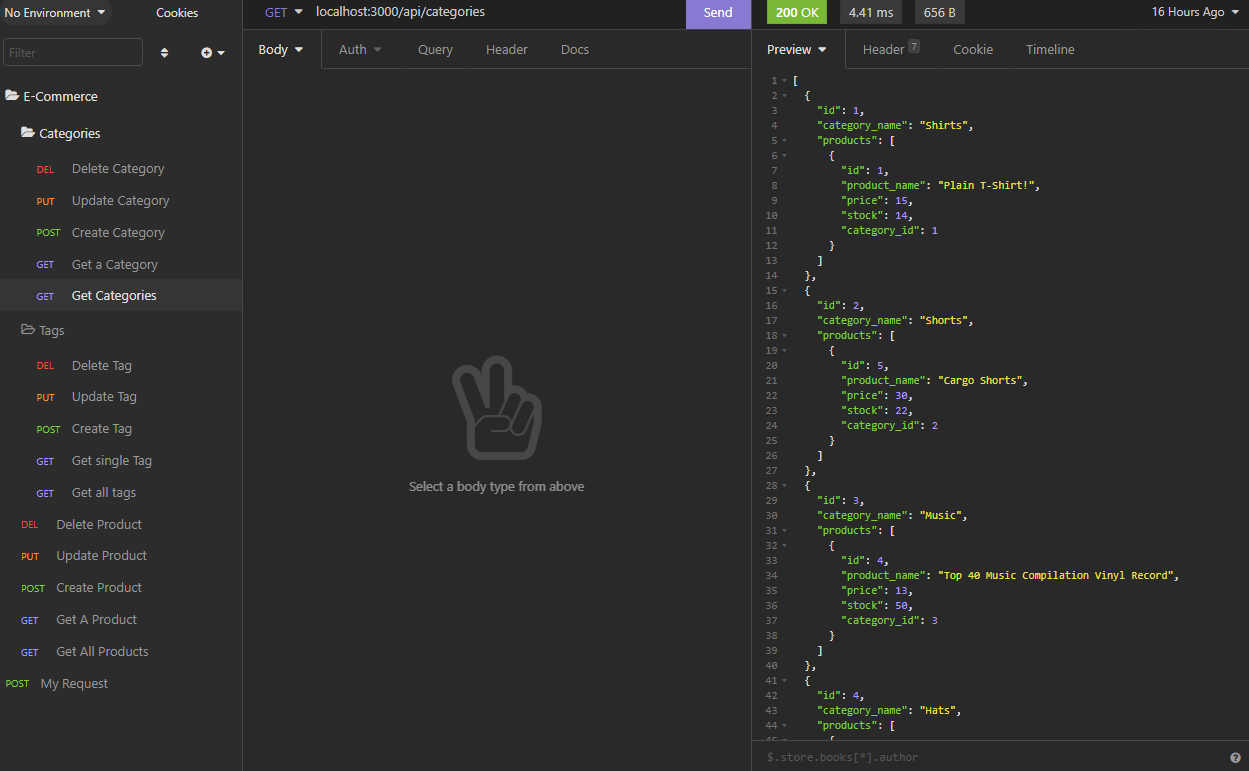 No Environment Cookies
Filter
E-Commerce
Categories
DEL Delete Category
PUT Update Category
POST Create Category
GET Get a Category
GET Get Categories
Tags
DEL Delete Tag
PUT Update Tag
POST Create Tag
GET Get single Tag
GET Get all tags
DEL Delete Product
PUT Update Product
POST Create Product
GET Get A Product
GET Get All Products
POST My Request
GET localhost:3000/api/categories Send
Body Auth Query Header Docs
Select a body type from above
200 OK 4.41 ms 656 B 16 Hours Ago
Preview Header 7 Cookie Timeline
1 [
2 {
3 "id": 1,
4 "category_name": "Shirts",
5 "products": [
6 {
7 "id": 1,
8 "product_name": "Plain T-Shirt!",
9 "price": 15,
10 "stock": 14,
11 "category_id": 1
12 }
13 ]
14 },
15 {
16 "id": 2,
17 "category_name": "Shorts",
18 "products": [
19 {
20 "id": 5,
21 "product_name": "Cargo Shorts",
22 "price": 30,
23 "stock": 22,
24 "category_id": 2
25 }
26 ]
27 },
28 {
29 "id": 3,
30 "category_name": "Music",
31 "products": [
32 {
33 "id": 4,
34 "product_name": "Top 40 Music Compilation Vinyl Record",
35 "price": 13,
36 "stock": 50,
37 "category_id": 3
38 }
39 ]
40 },
41 {
42 "id": 4,
43 "category_name": "Hats",
44 "products": [
45 {
$.store.books[*].author